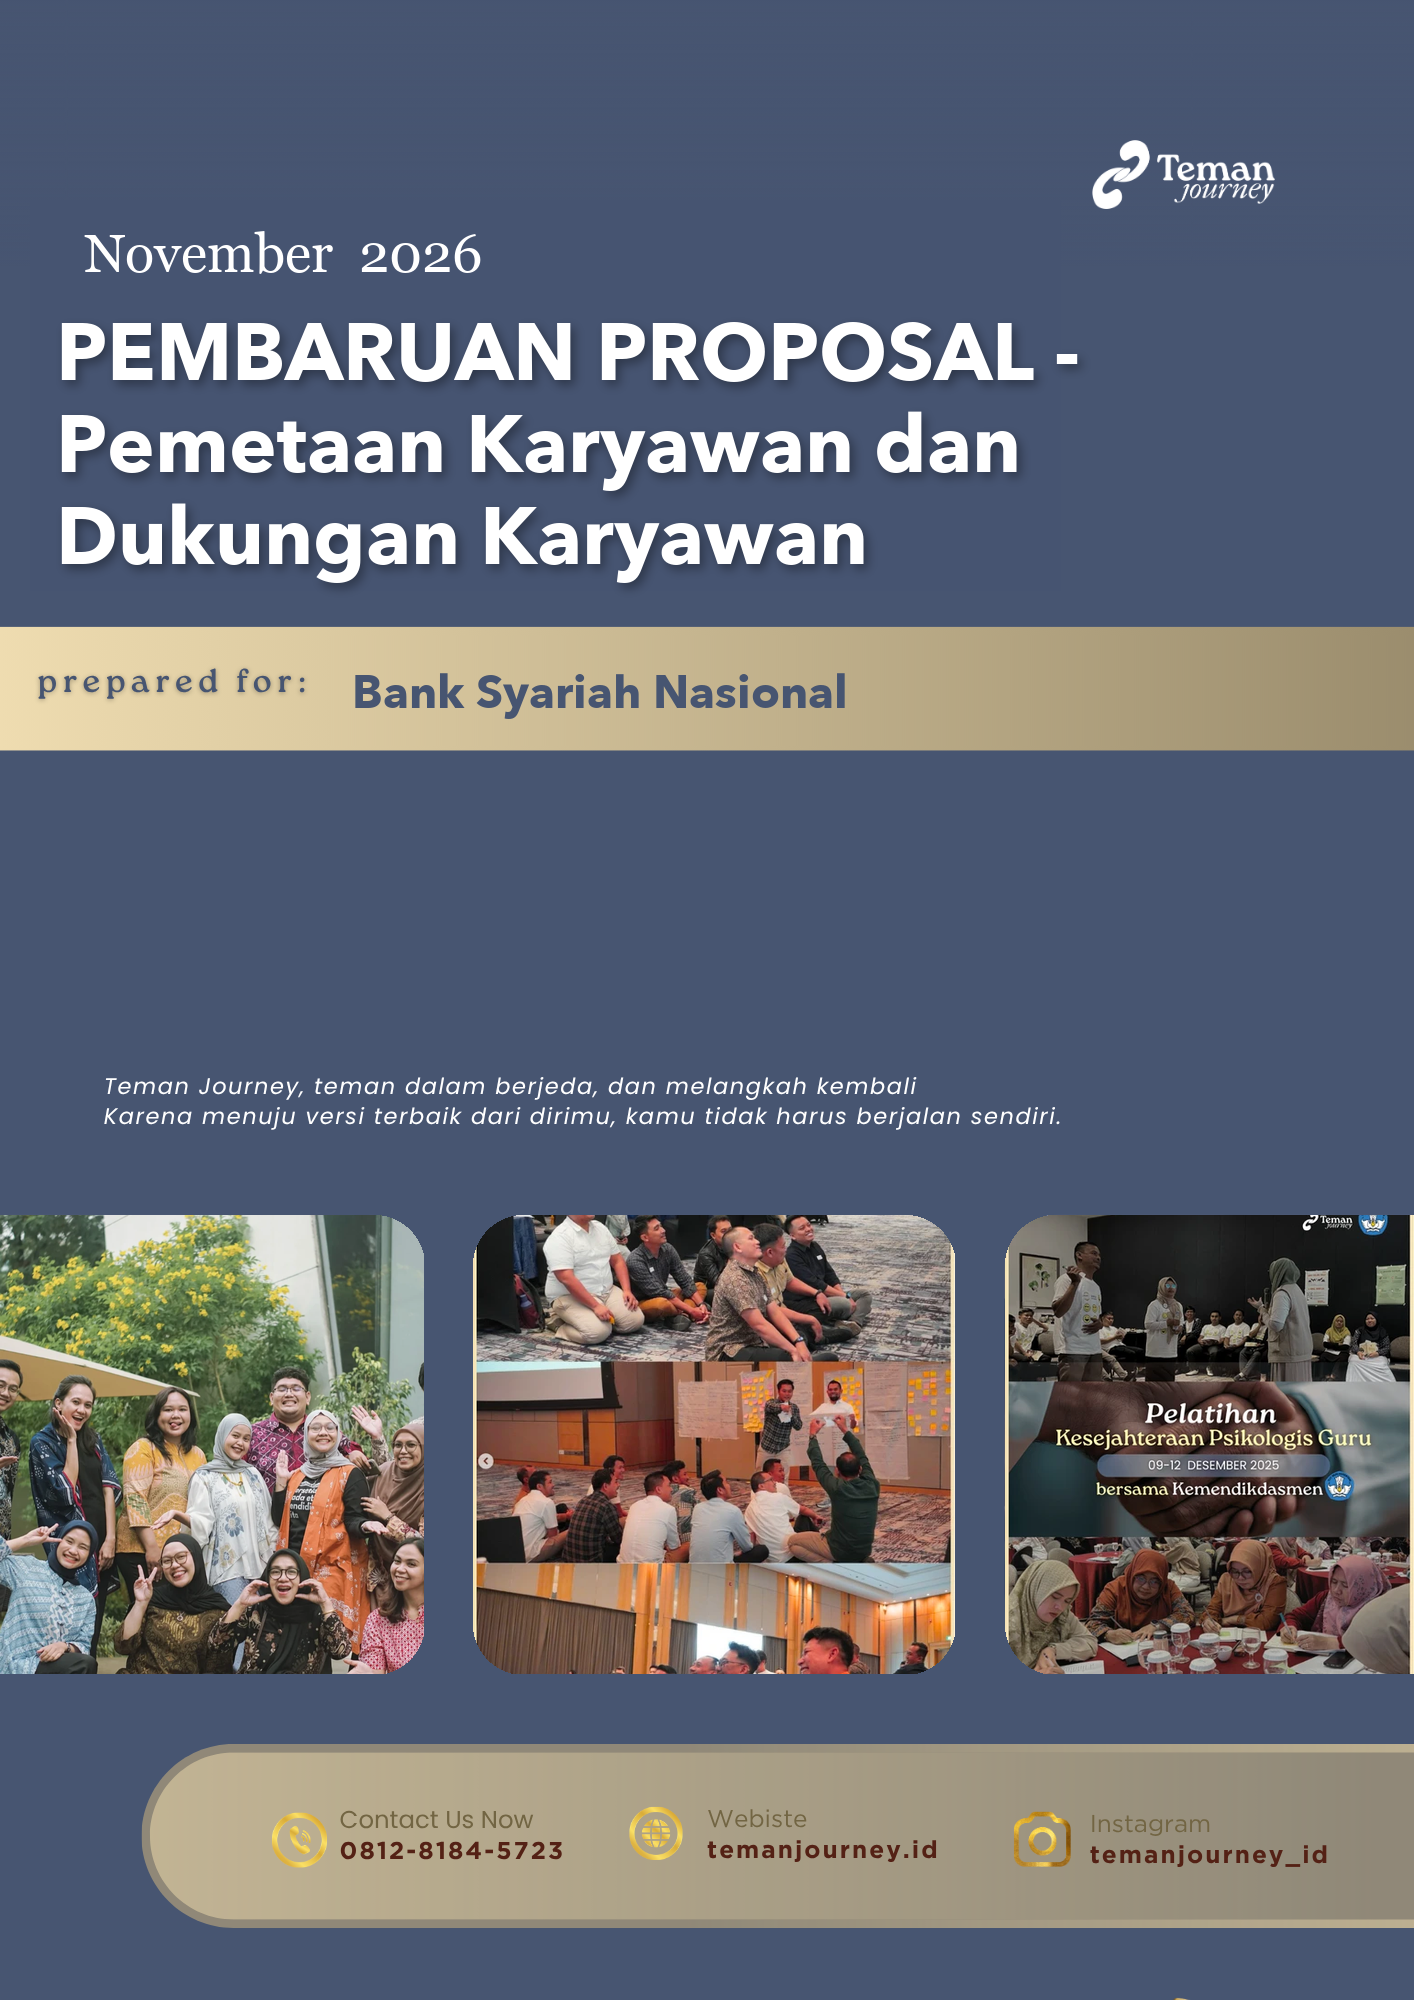 Teman
journey
November 2026
PEMBARUAN PROPOSAL -
Pemetaan Karyawan dan
Dukungan Karyawan
prepared for:
Bank Syariah Nasional
Teman Journey, teman dalam berjeda, dan melangkah kembali
Karena menuju versi terbaik dari dirimu, kamu tidak harus berjalan sendiri.
Teman
journey
Pelatihan
Kesejahteraan Psikologis Guru
09-12 DESEMBER 2025
bersama Kemendikdasmen
Contact Us Now
0812-8184-5723
Webiste
temanjourney.id
Instagram
temanjourney_id